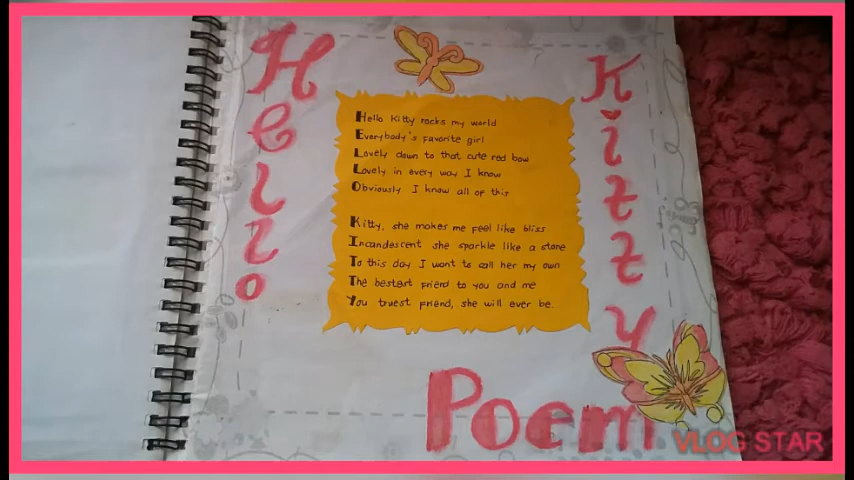 Hello
Kizzy
Hello Kitty rocks my world
Everybody's favorite girl
Lovely down to that cute red bow
Lovely in every way I know
Obviously I know all of this
Kitty, she makes me feel like bliss
Incandescent she sparkle like a stone
To this day I want to call her my own
The bestest friend to you and me
You truest friend, she will ever be.
Poem
VLOG STAR